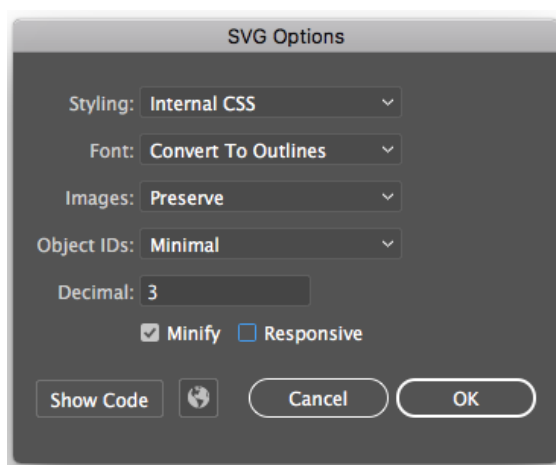 SVG Options
Styling: Internal CSS
Font: Convert To Outlines
Images: Preserve
Object IDs: Minimal
Decimal: 3
Minify Responsive
Show Code Cancel OK